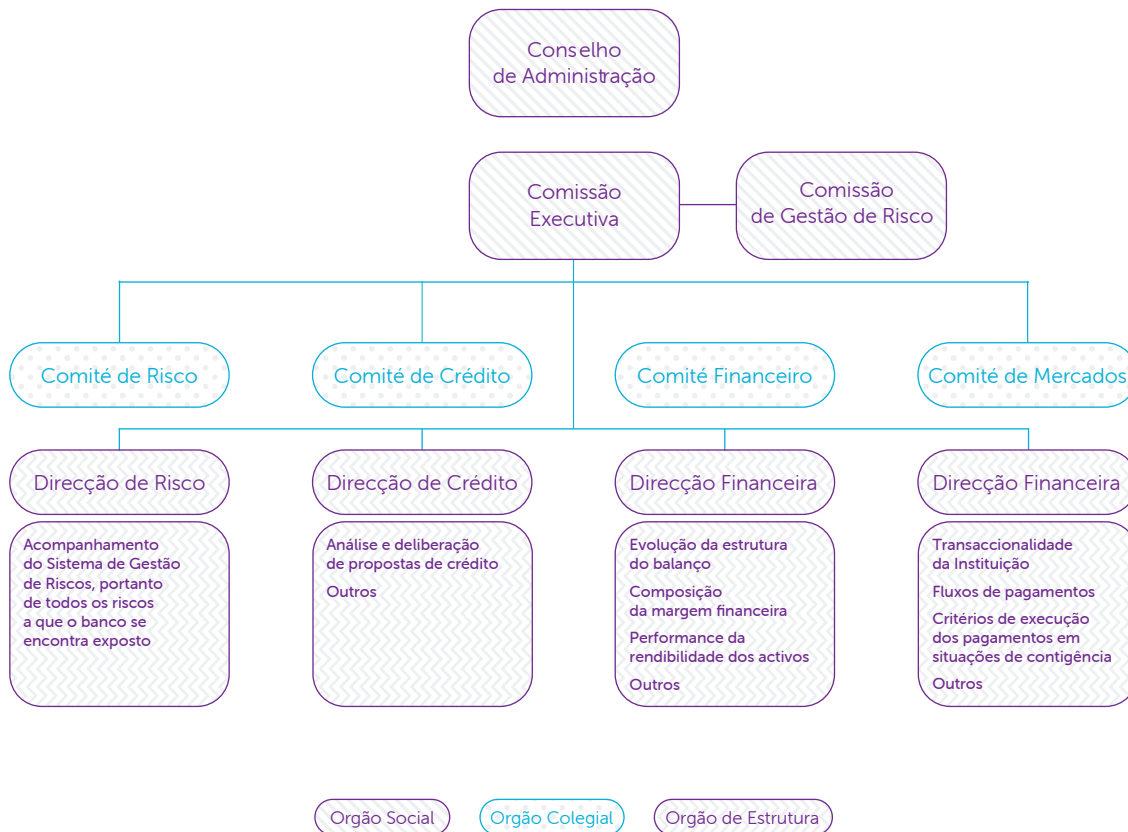 Conselho
de Administração
Comissão
Executiva
Comissão
de Gestão de Risco
Comité de Risco
Comité de Crédito
Comité Financeiro
Comité de Mercados
Direcção de Risco
Direcção de Crédito
Direcção Financeira
Direcção Financeira
Acompanhamento
do Sistema de Gestão
de Riscos, portanto
de todos os riscos
a que o banco se
encontra exposto
Análise e deliberação
de propostas de crédito
Outros
Evolução da estrutura
do balanço
Composição
da margem financeira
Performance da
rendibilidade dos activos
Outros
Transaccionalidade
da Instituição
Fluxos de pagamentos
Critérios de execução
dos pagamentos em
situações de contigência
Outros
Orgão Social
Orgão Colegial
Orgão de Estrutura